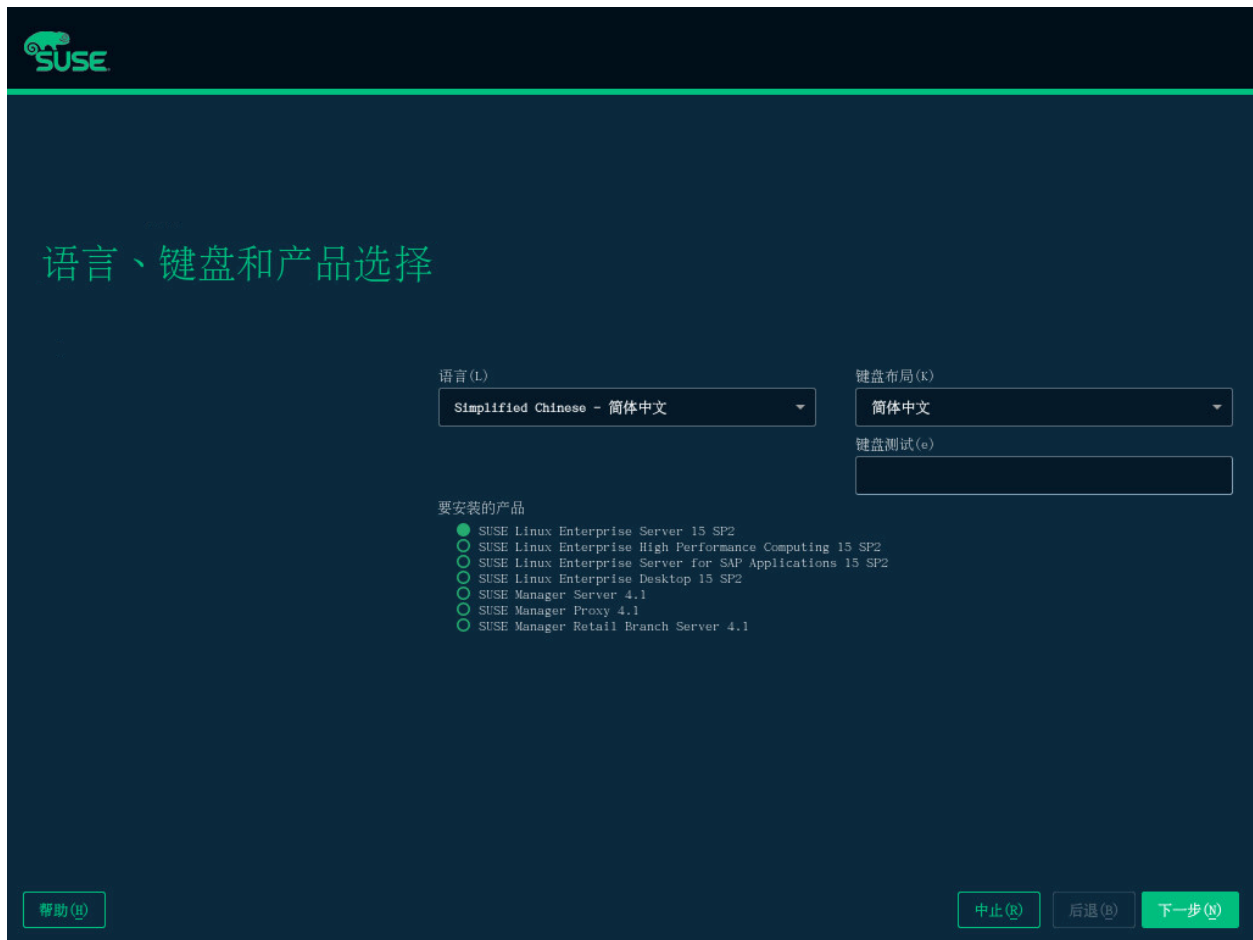 SUSE
语言、键盘和产品选择
语言(L)
键盘布局(K)
Simplified Chinese - 简体中文
简体中文
键盘测试(e)
要安装的产品
SUSE Linux Enterprise Server 15 SP2
SUSE Linux Enterprise High Performance Computing 15 SP2
SUSE Linux Enterprise Server for SAP Applications 15 SP2
SUSE Linux Enterprise Desktop 15 SP2
SUSE Manager Server 4.1
SUSE Manager Proxy 4.1
SUSE Manager Retail Branch Server 4.1
帮助(H)
中止(R)
后退(B)
下一步(N)